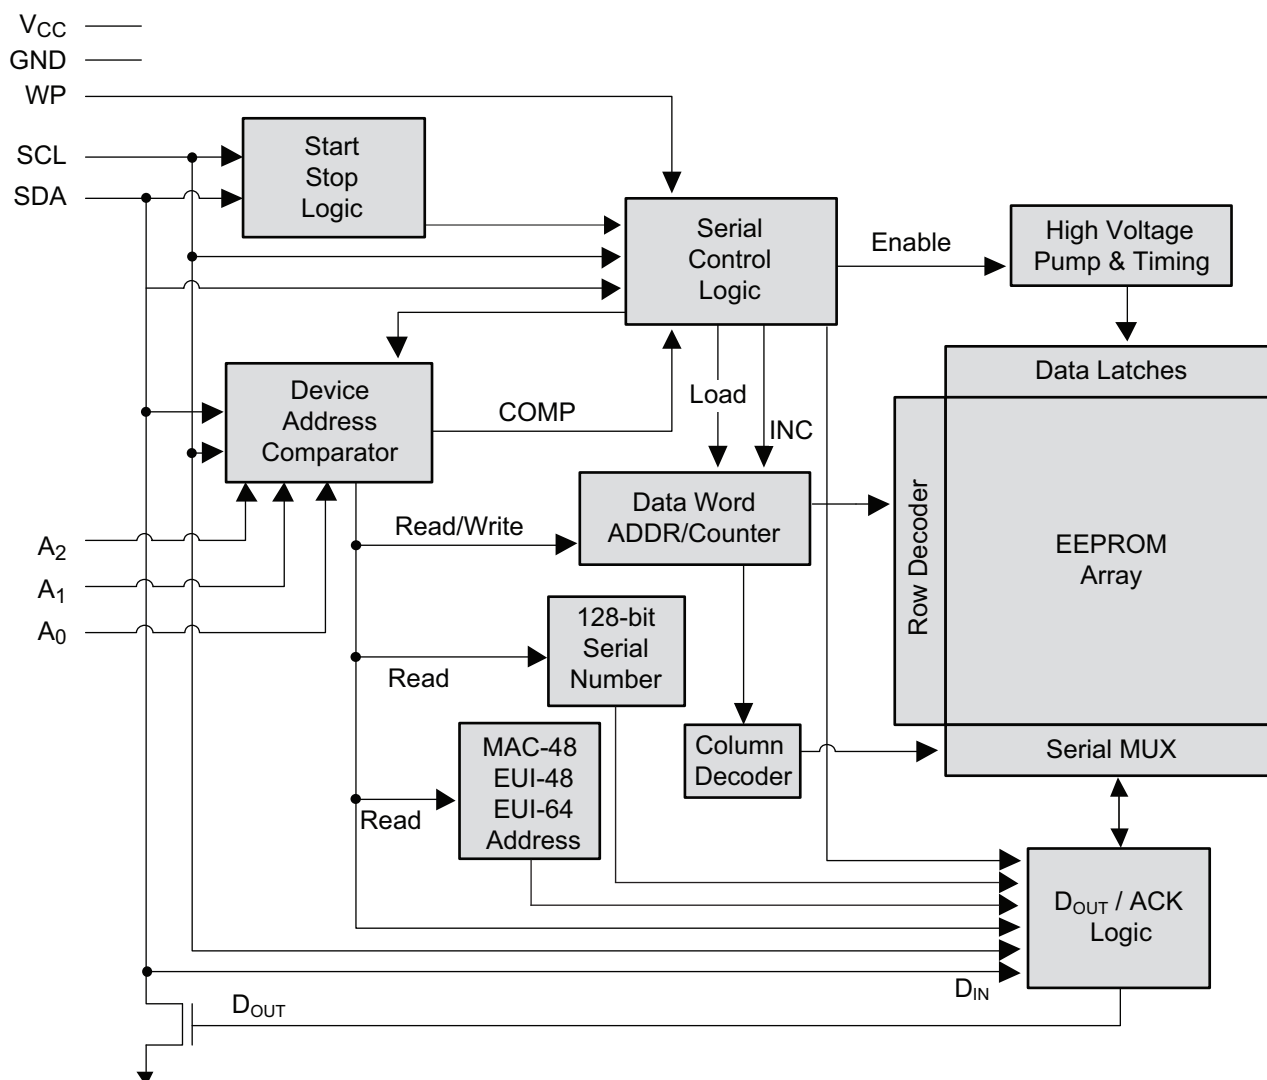 VCC
GND
WP
SCL
SDA
Start
Stop
Logic
Serial
Control
Logic
Enable
High Voltage
Pump & Timing
Data Latches
Device
Address
Comparator
COMP
Load
INC
Row Decoder
EEPROM
Array
Data Word
ADDR/Counter
Read/Write
A2
A1
A0
128-bit
Serial
Number
Read
Column
Decoder
Serial MUX
MAC-48
EUI-48
EUI-64
Address
Read
DOUT / ACK
Logic
DIN
DOUT